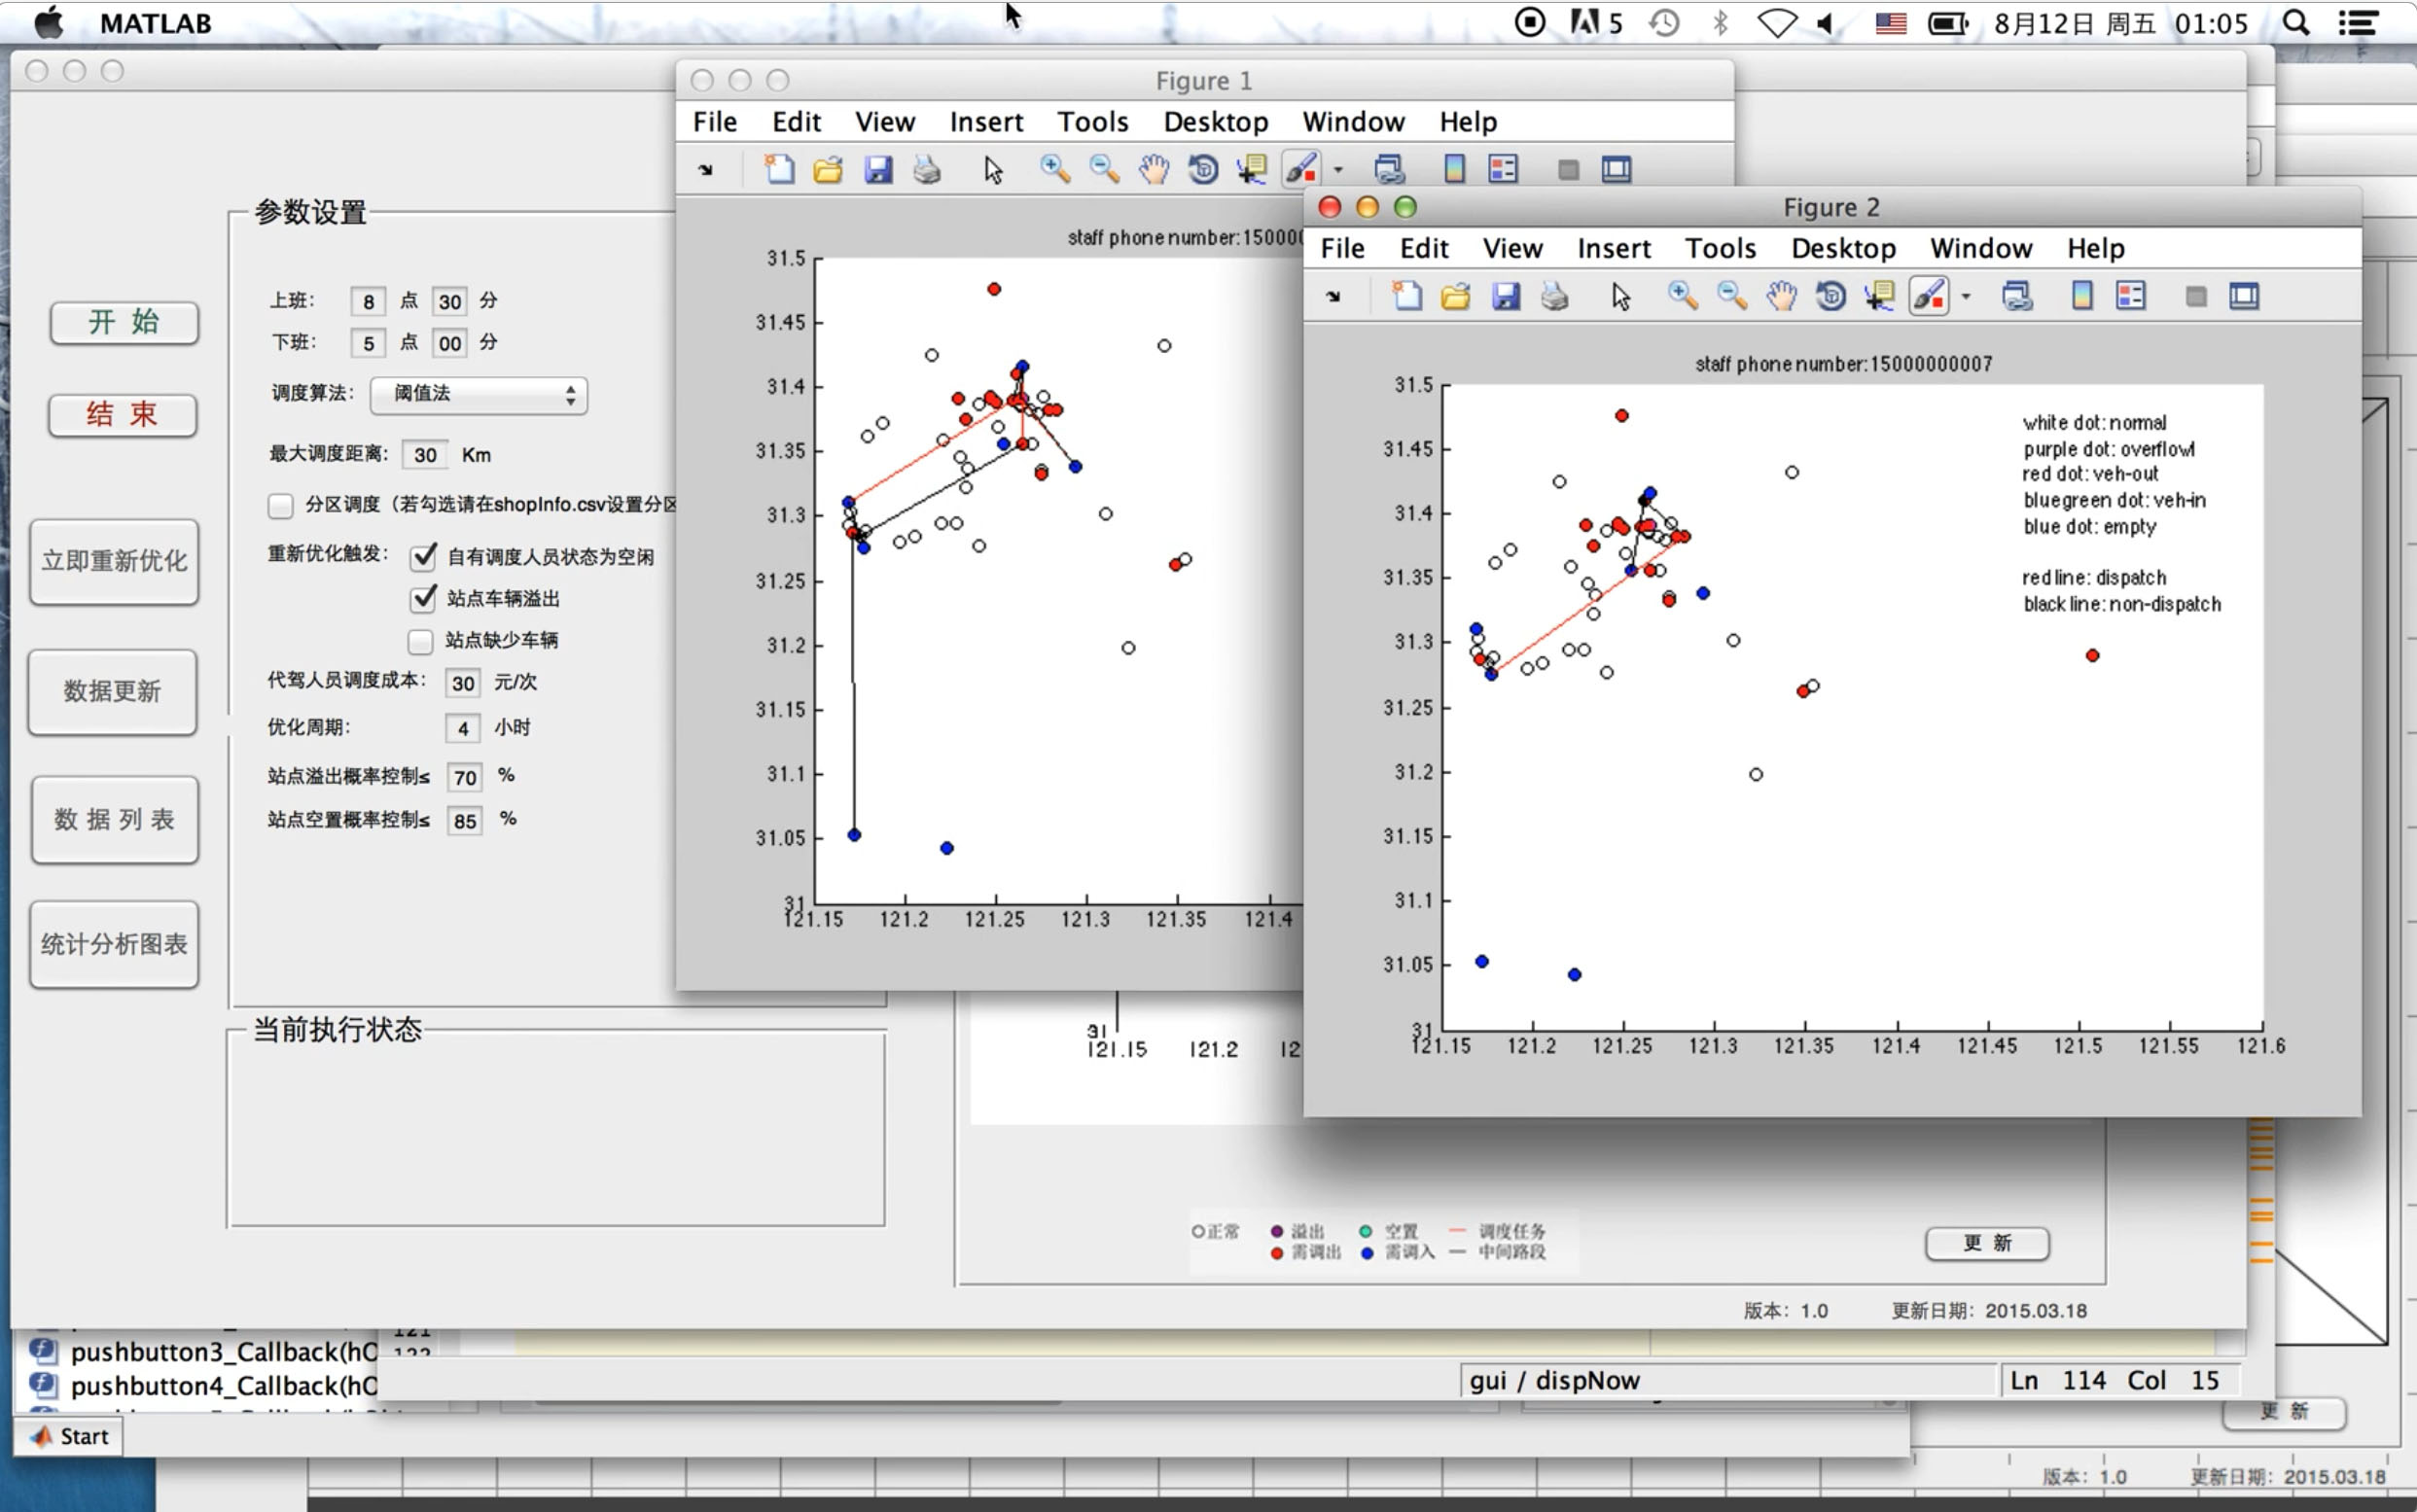 MATLAB
5
8月12日 周五 01:05
Figure 1
File Edit View Insert Tools Desktop Window Help
staff phone number:150000
31.5
31.45
31.4
31.35
31.3
31.25
31.2
31.15
31.1
31.05
31
121.15 121.2 121.25 121.3 121.35 121.4
Figure 2
File Edit View Insert Tools Desktop Window Help
staff phone number:15000000007
31.5
31.45
31.4
31.35
31.3
31.25
31.2
31.15
31.1
31.05
31
121.15 121.2 121.25 121.3 121.35 121.4 121.45 121.5 121.55 121.6
white dot: normal
purple dot: overflowl
red dot: veh-out
bluegreen dot: veh-in
blue dot: empty
red line: dispatch
black line: non-dispatch
开 始
结 束
立即重新优化
数据更新
数 据 列 表
统计分析图表
参数设置
上班: 8 点 30 分
下班: 5 点 00 分
调度算法: 阈值法
最大调度距离: 30 Km
分区调度（若勾选请在shopInfo.csv设置分区
重新优化触发: 自有调度人员状态为空闲
站点车辆溢出
站点缺少车辆
代驾人员调度成本: 30 元/次
优化周期: 4 小时
站点溢出概率控制≤ 70 %
站点空置概率控制≤ 85 %
当前执行状态
31
121.15 121.2 12
正常 溢出 空置 调度任务
需调出 需调入 中间路段
更 新
版本: 1.0 更新日期: 2015.03.18
121
122
pushbutton3_Callback(hO
pushbutton4_Callback(hO
gui / dispNow
Ln 114 Col 15
更 新
Start
版本: 1.0 更新日期: 2015.03.18